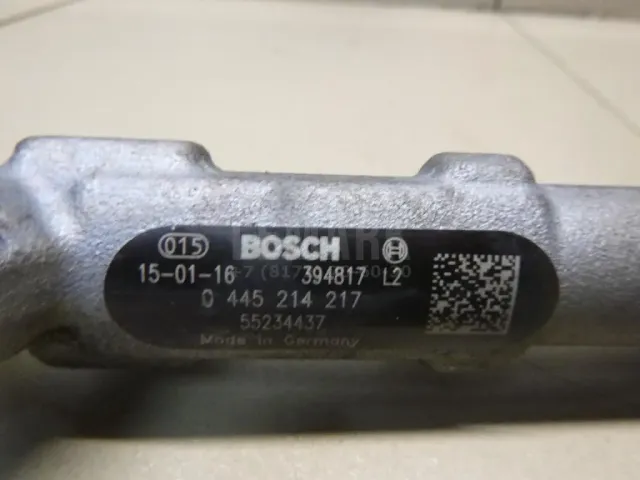 015 BOSCH
15-01-16 394817 L2
0 445 214 217
55234437
Made in Germany